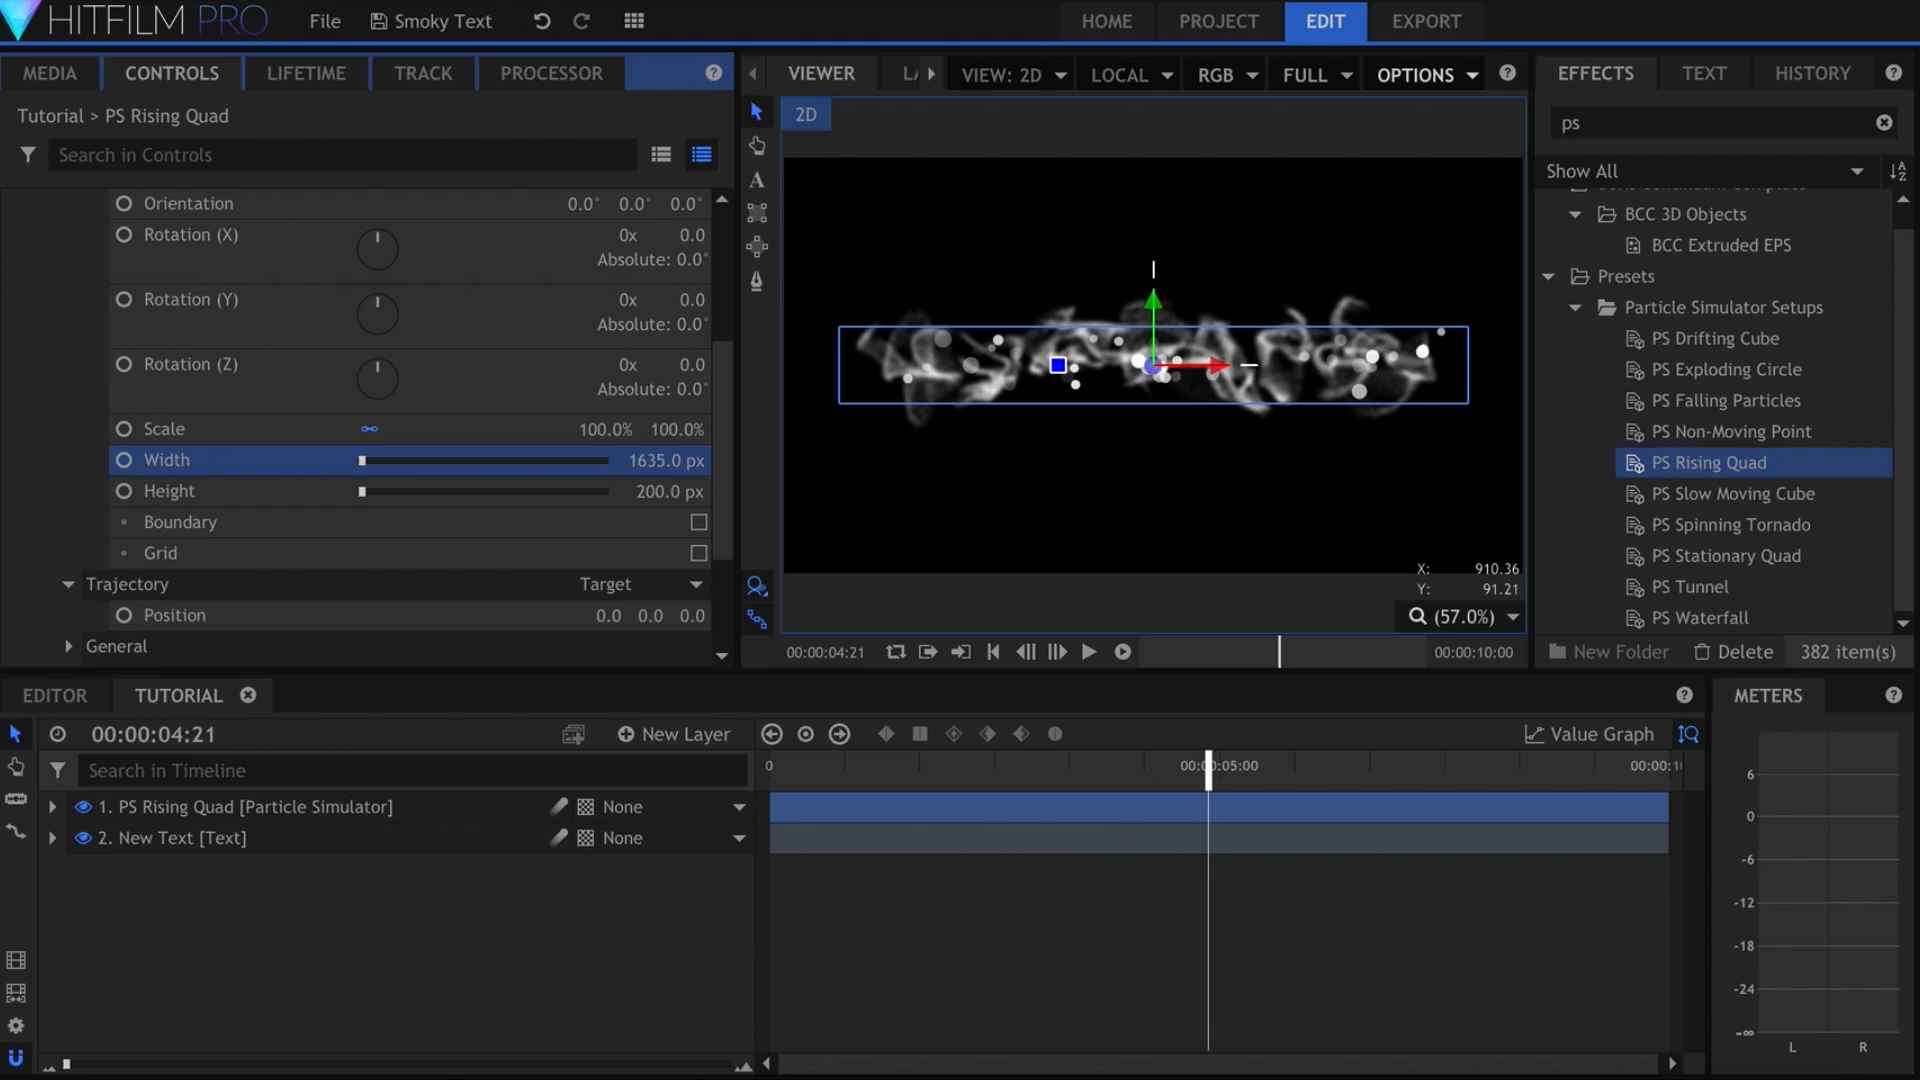 HITFILM PRO
File
Smoky Text
HOME
PROJECT
EDIT
EXPORT
MEDIA
CONTROLS
LIFETIME
TRACK
PROCESSOR
Tutorial > PS Rising Quad
Search in Controls
Orientation 0.0° 0.0° 0.0°
Rotation (X) 0x 0.0
Absolute: 0.0°
Rotation (Y) 0x 0.0
Absolute: 0.0°
Rotation (Z) 0x 0.0
Absolute: 0.0°
Scale 100.0% 100.0%
Width 1635.0 px
Height 200.0 px
Boundary
Grid
Trajectory Target
Position 0.0 0.0 0.0
General
VIEWER
VIEW: 2D
LOCAL
RGB
FULL
OPTIONS
2D
X: 910.36
Y: 91.21
(57.0%)
00:00:04:21
00:00:10:00
EFFECTS
TEXT
HISTORY
ps
Show All
BCC 3D Objects
BCC Extruded EPS
Presets
Particle Simulator Setups
PS Drifting Cube
PS Exploding Circle
PS Falling Particles
PS Non-Moving Point
PS Rising Quad
PS Slow Moving Cube
PS Spinning Tornado
PS Stationary Quad
PS Tunnel
PS Waterfall
New Folder
Delete
382 item(s)
EDITOR
TUTORIAL
00:00:04:21
New Layer
Value Graph
Search in Timeline
0
00:00:05:00
00:00:1
1. PS Rising Quad [Particle Simulator] None
2. New Text [Text] None
METERS
6
0
-6
-12
-18
-24
-∞
L R